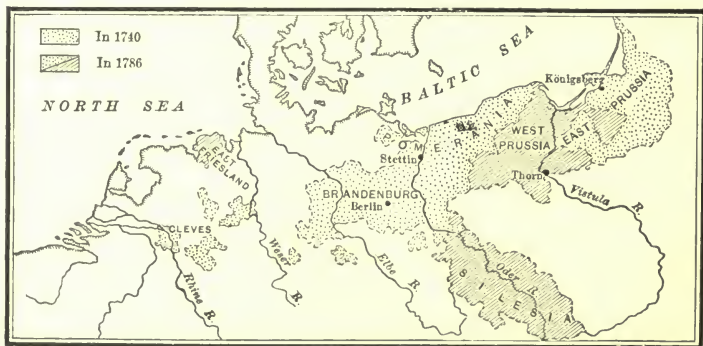 In 1740
In 1786
NORTH SEA
BALTIC SEA
Königsberg
EAST PRUSSIA
WEST PRUSSIA
POMERANIA
Stettin
Thorn
Vistula R.
EAST FRIESLAND
BRANDENBURG
Berlin
CLEVES
Rhine R.
Weser R.
Elbe R.
Oder R.
SILESIA